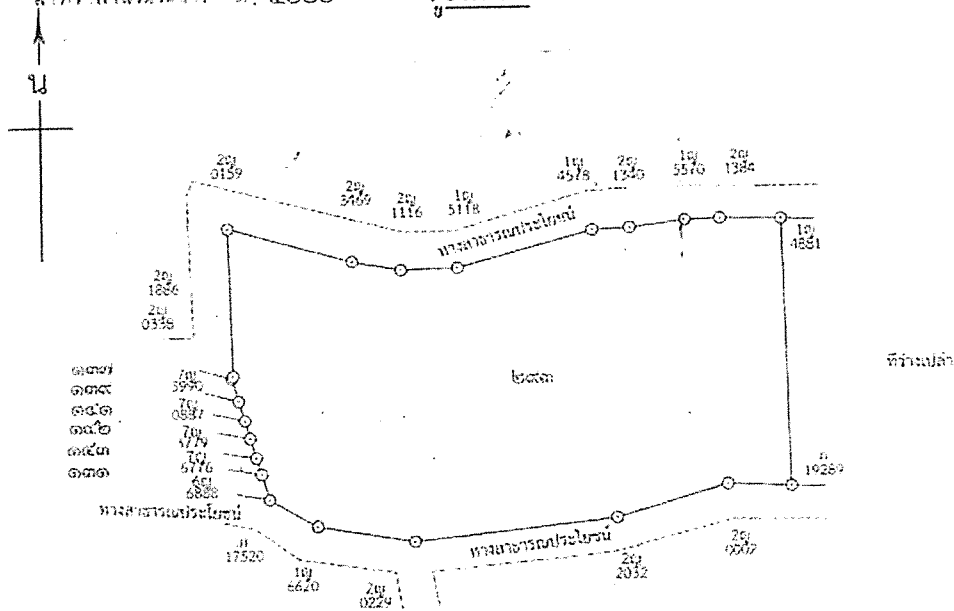 น
2ญ
0159
2ญ
3469
2ญ
1116
1ญ
5118
1ญ
4578
2ญ
1340
1ญ
5570
2ญ
1384
ทางสาธารณประโยชน์
1ญ
4881
2ญ
1886
2ญ
0338
ที่ว่างเปล่า
๒๙๓
๑๓๗
๑๓๙
๑๔๑
๑๔๒
๑๔๓
๑๓๑
7ญ
3990
7ญ
0887
7ญ
7ญ
6776
6ญ
6888
ก
19289
ทางสาธารณประโยชน์
ทางสาธารณประโยชน์
ก
17520
1ญ
6620
2ญ
0229
2ญ
2032
2ญ
0002